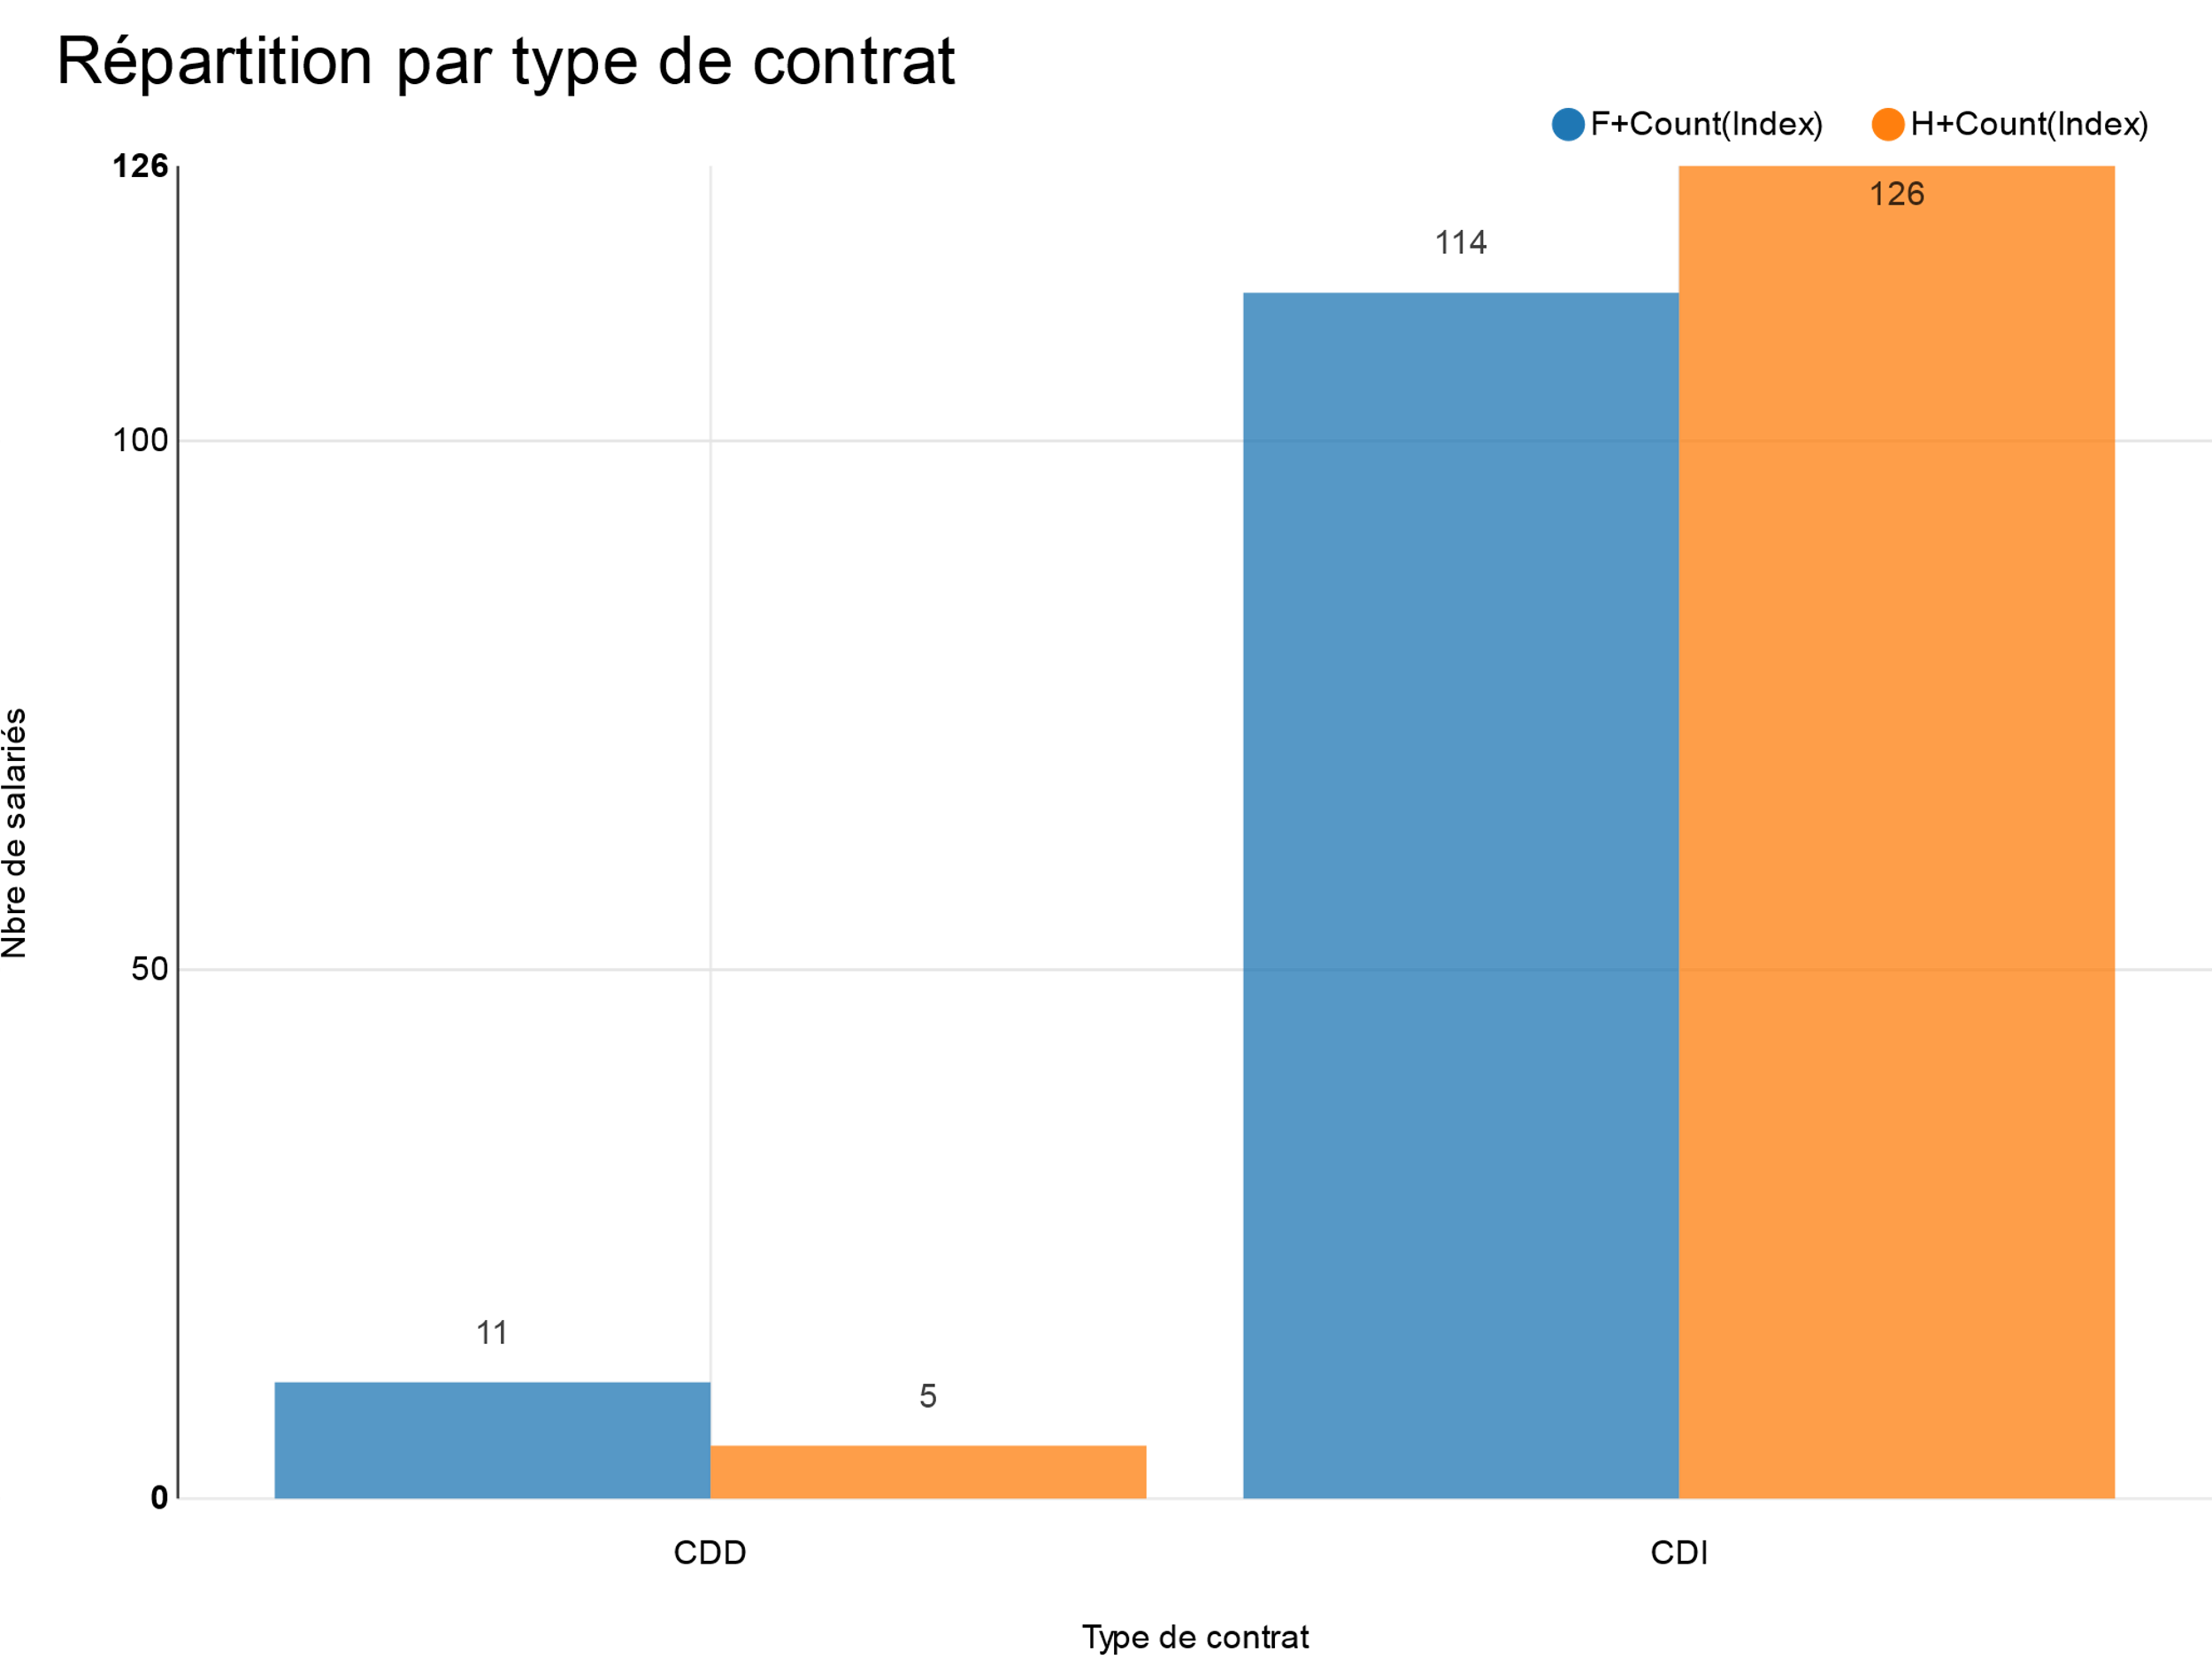 Répartition par type de contrat
F+Count(Index) H+Count(Index)
126
126
114
100
Nbre de salariés
50
11
5
0
CDD CDI
Type de contrat